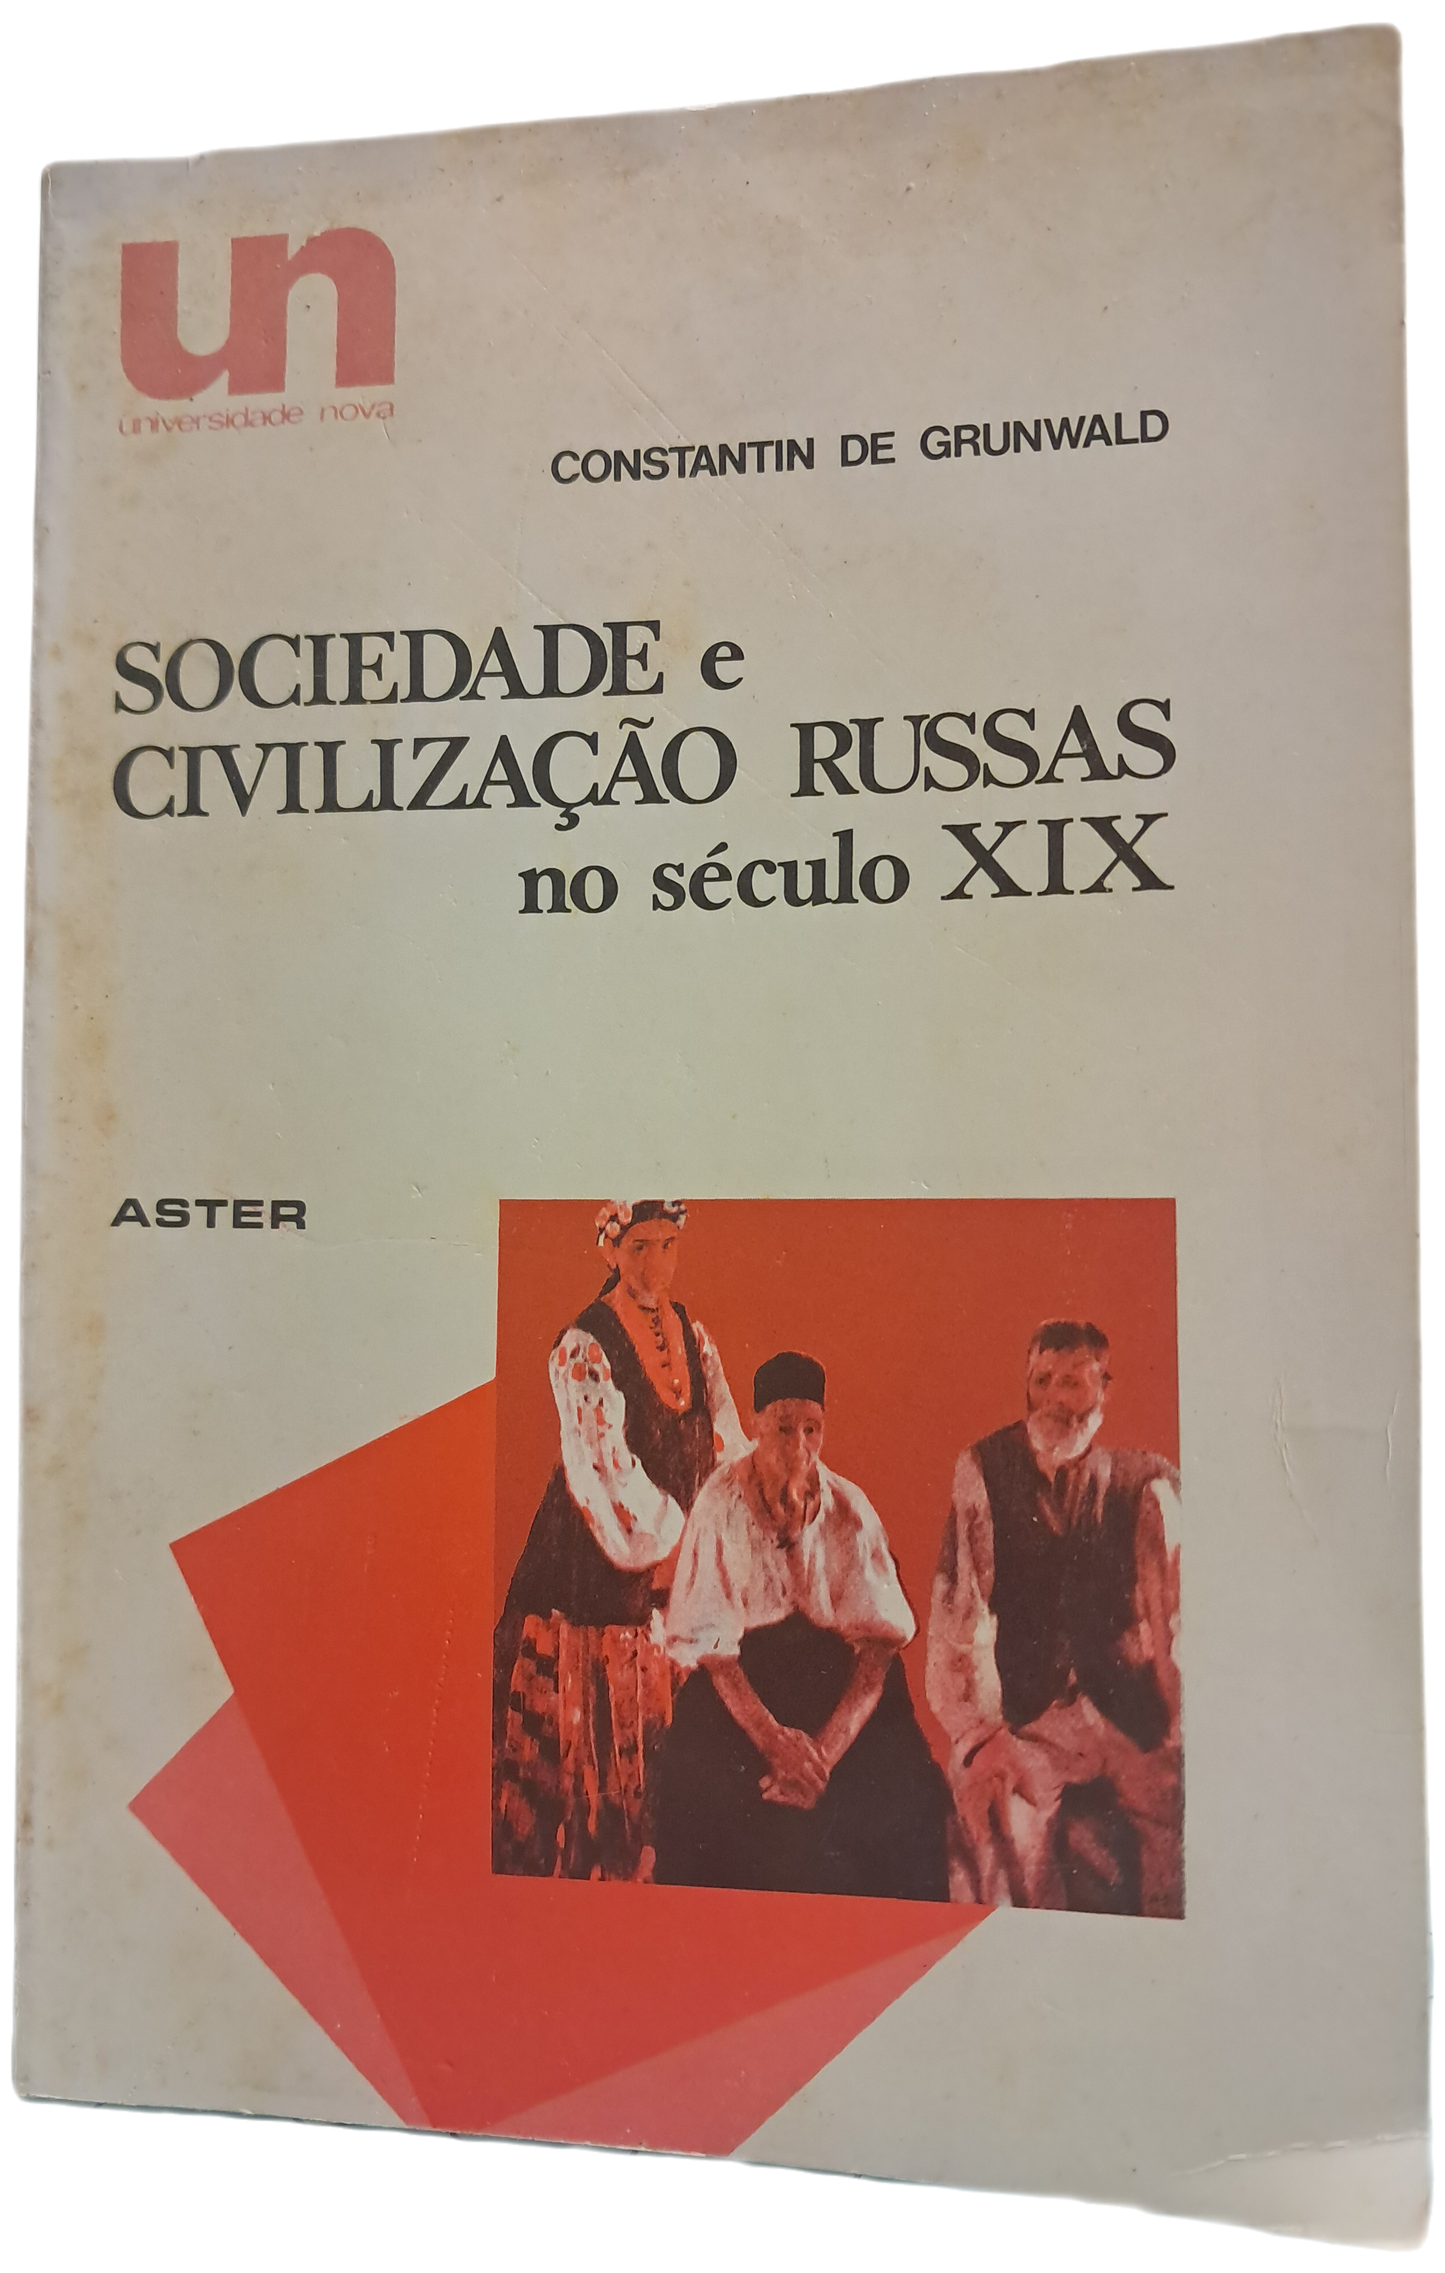 un
universidade nova
CONSTANTIN DE GRUNWALD
SOCIEDADE e
CIVILIZAÇÃO RUSSAS
no século XIX
ASTER